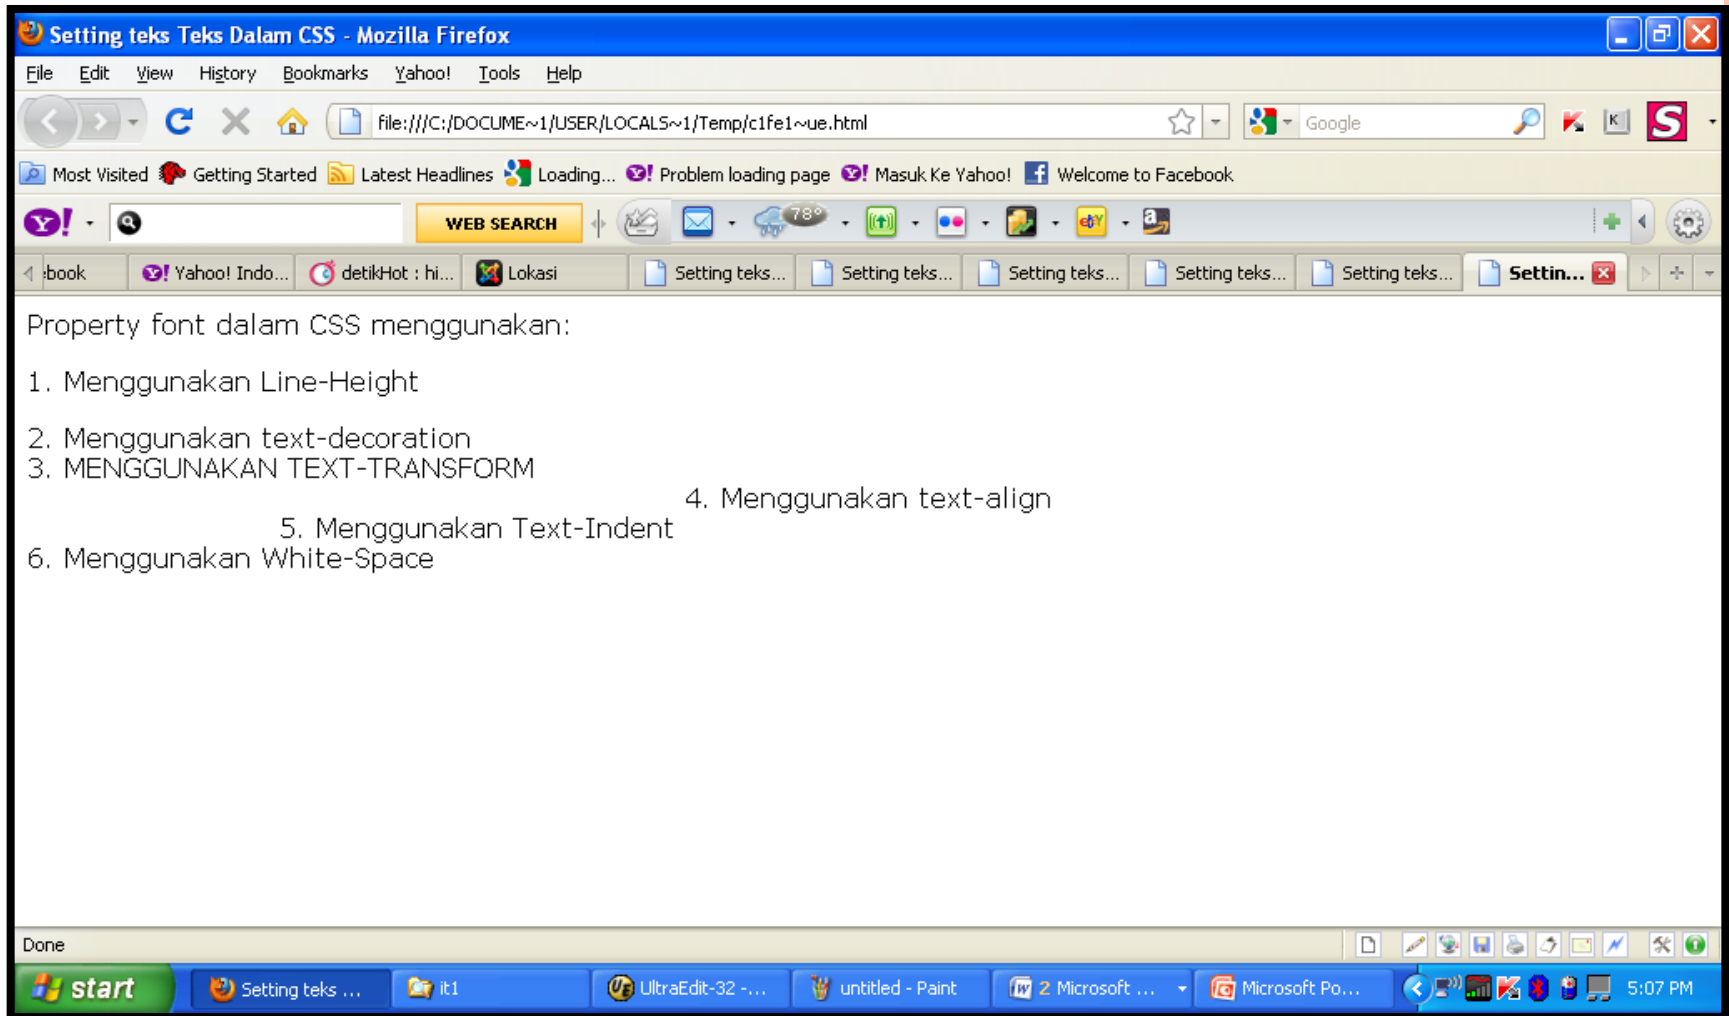 Setting teks Teks Dalam CSS - Mozilla Firefox
File Edit View History Bookmarks Yahoo! Tools Help
file:///C:/DOCUME~1/USER/LOCALS~1/Temp/c1fe1~ue.html Google K S
Most Visited Getting Started Latest Headlines Loading... Y! Problem loading page Y! Masuk Ke Yahoo! f Welcome to Facebook
Y! WEB SEARCH 78° ebY a
:book Y! Yahoo! Indo... detikHot : hi... Lokasi Setting teks... Setting teks... Setting teks... Setting teks... Setting teks... Settin...
Property font dalam CSS menggunakan:
1. Menggunakan Line-Height
2. Menggunakan text-decoration
3. MENGGUNAKAN TEXT-TRANSFORM
4. Menggunakan text-align
5. Menggunakan Text-Indent
6. Menggunakan White-Space
Done
start Setting teks ... it1 UltraEdit-32 -... untitled - Paint 2 Microsoft ... Microsoft Po... 5:07 PM